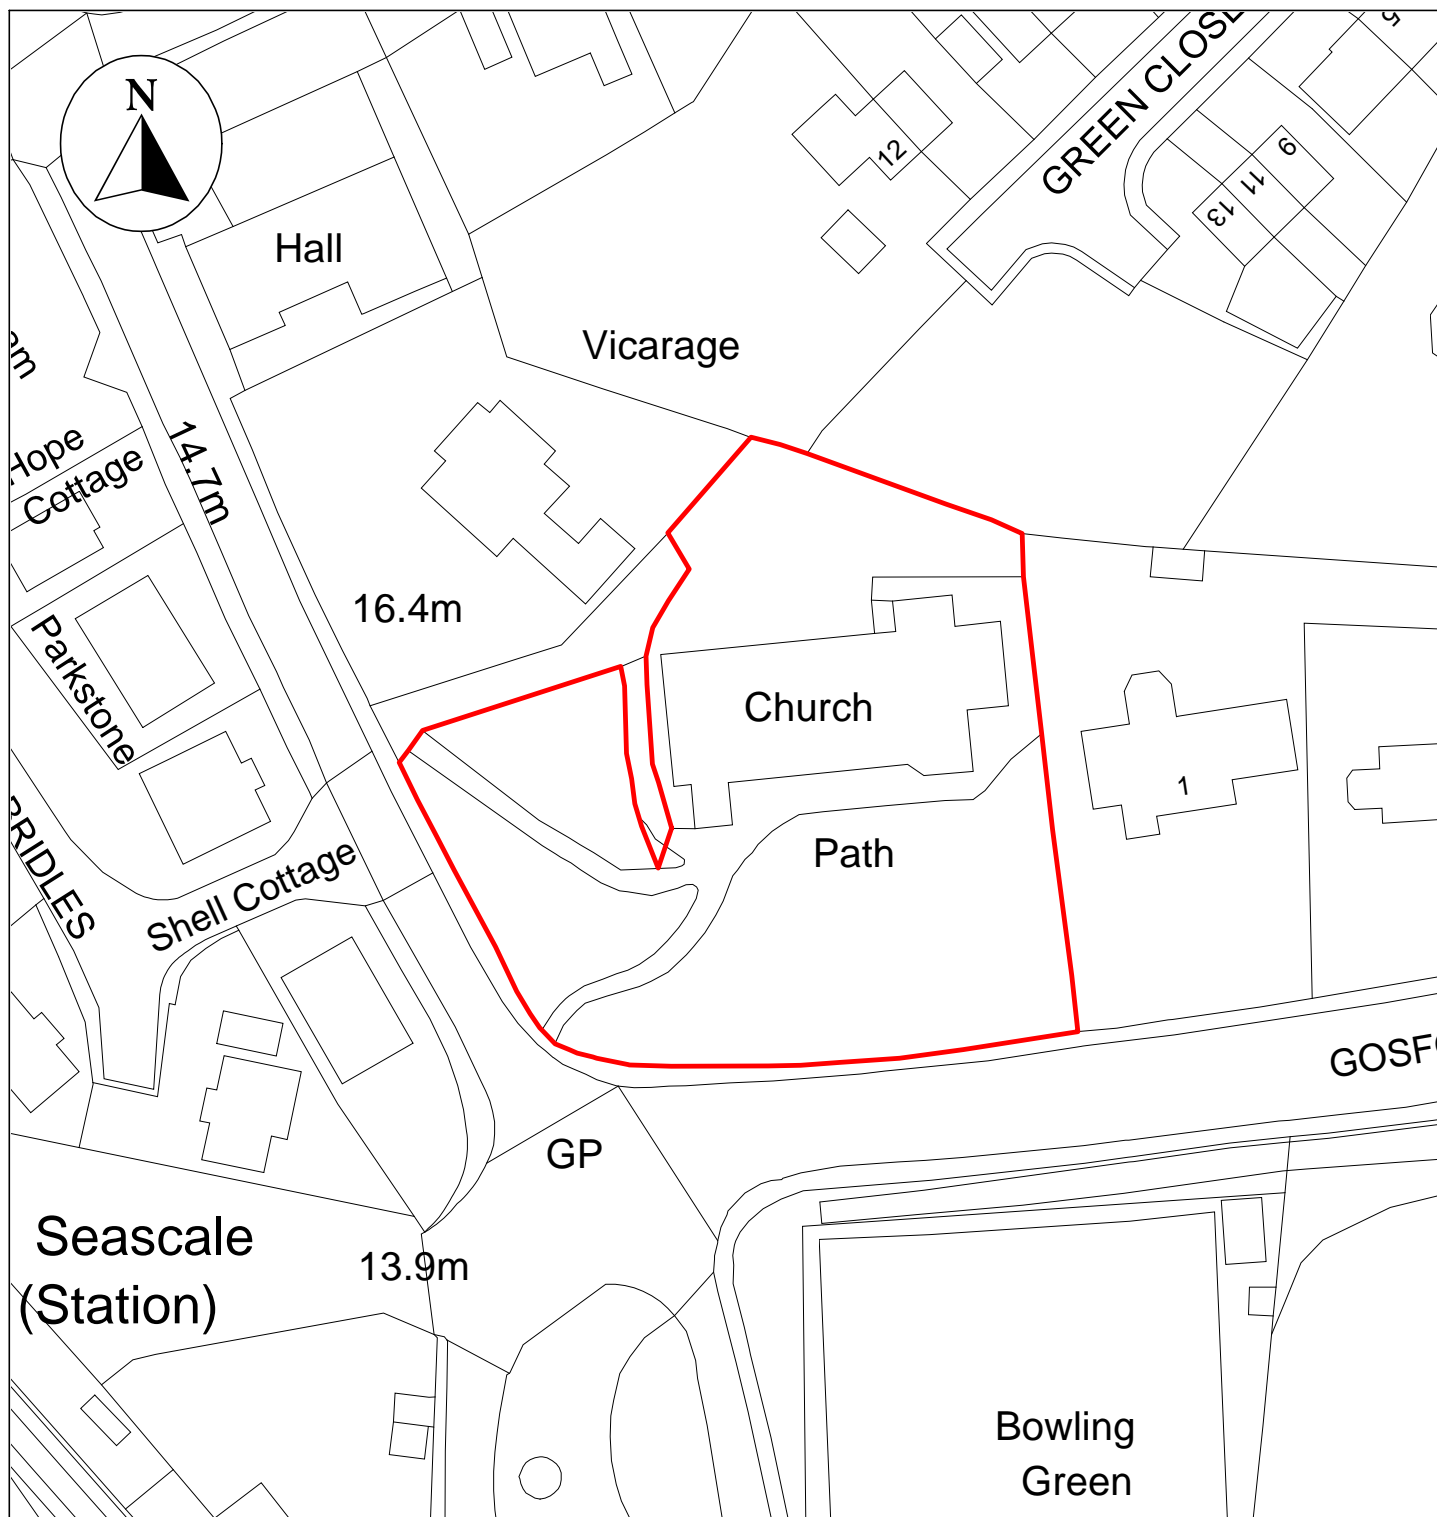 N
GREEN CLOSE
5
12
9
11
13
Hall
Vicarage
14.7m
Hope
Cottage
16.4m
Parkstone
Church
1
Path
Shell Cottage
GP
Seascale
(Station)
13.9m
Bowling
Green